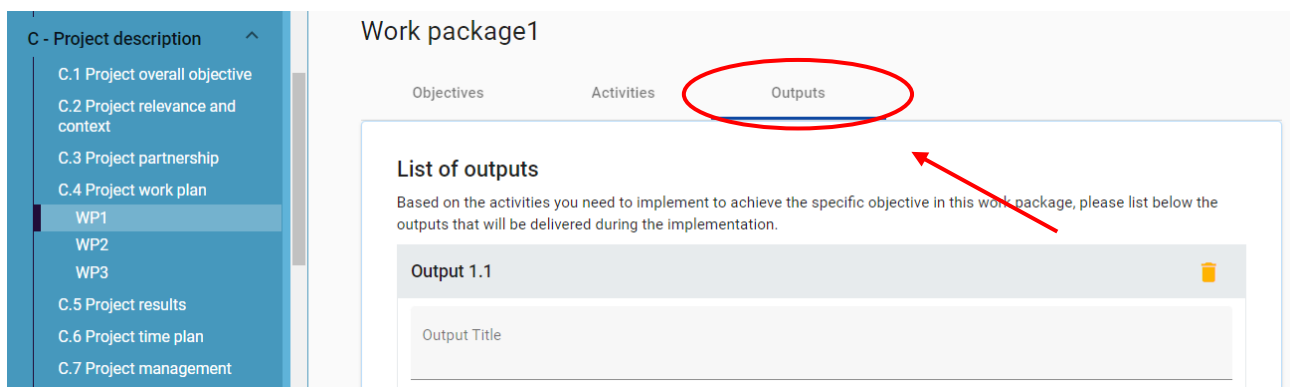 C - Project description
C.1 Project overall objective
C.2 Project relevance and
context
C.3 Project partnership
C.4 Project work plan
WP1
WP2
WP3
C.5 Project results
C.6 Project time plan
C.7 Project management
Work package1
Objectives
Activities
Outputs
List of outputs
Based on the activities you need to implement to achieve the specific objective in this work package, please list below the
outputs that will be delivered during the implementation.
Output 1.1
Output Title